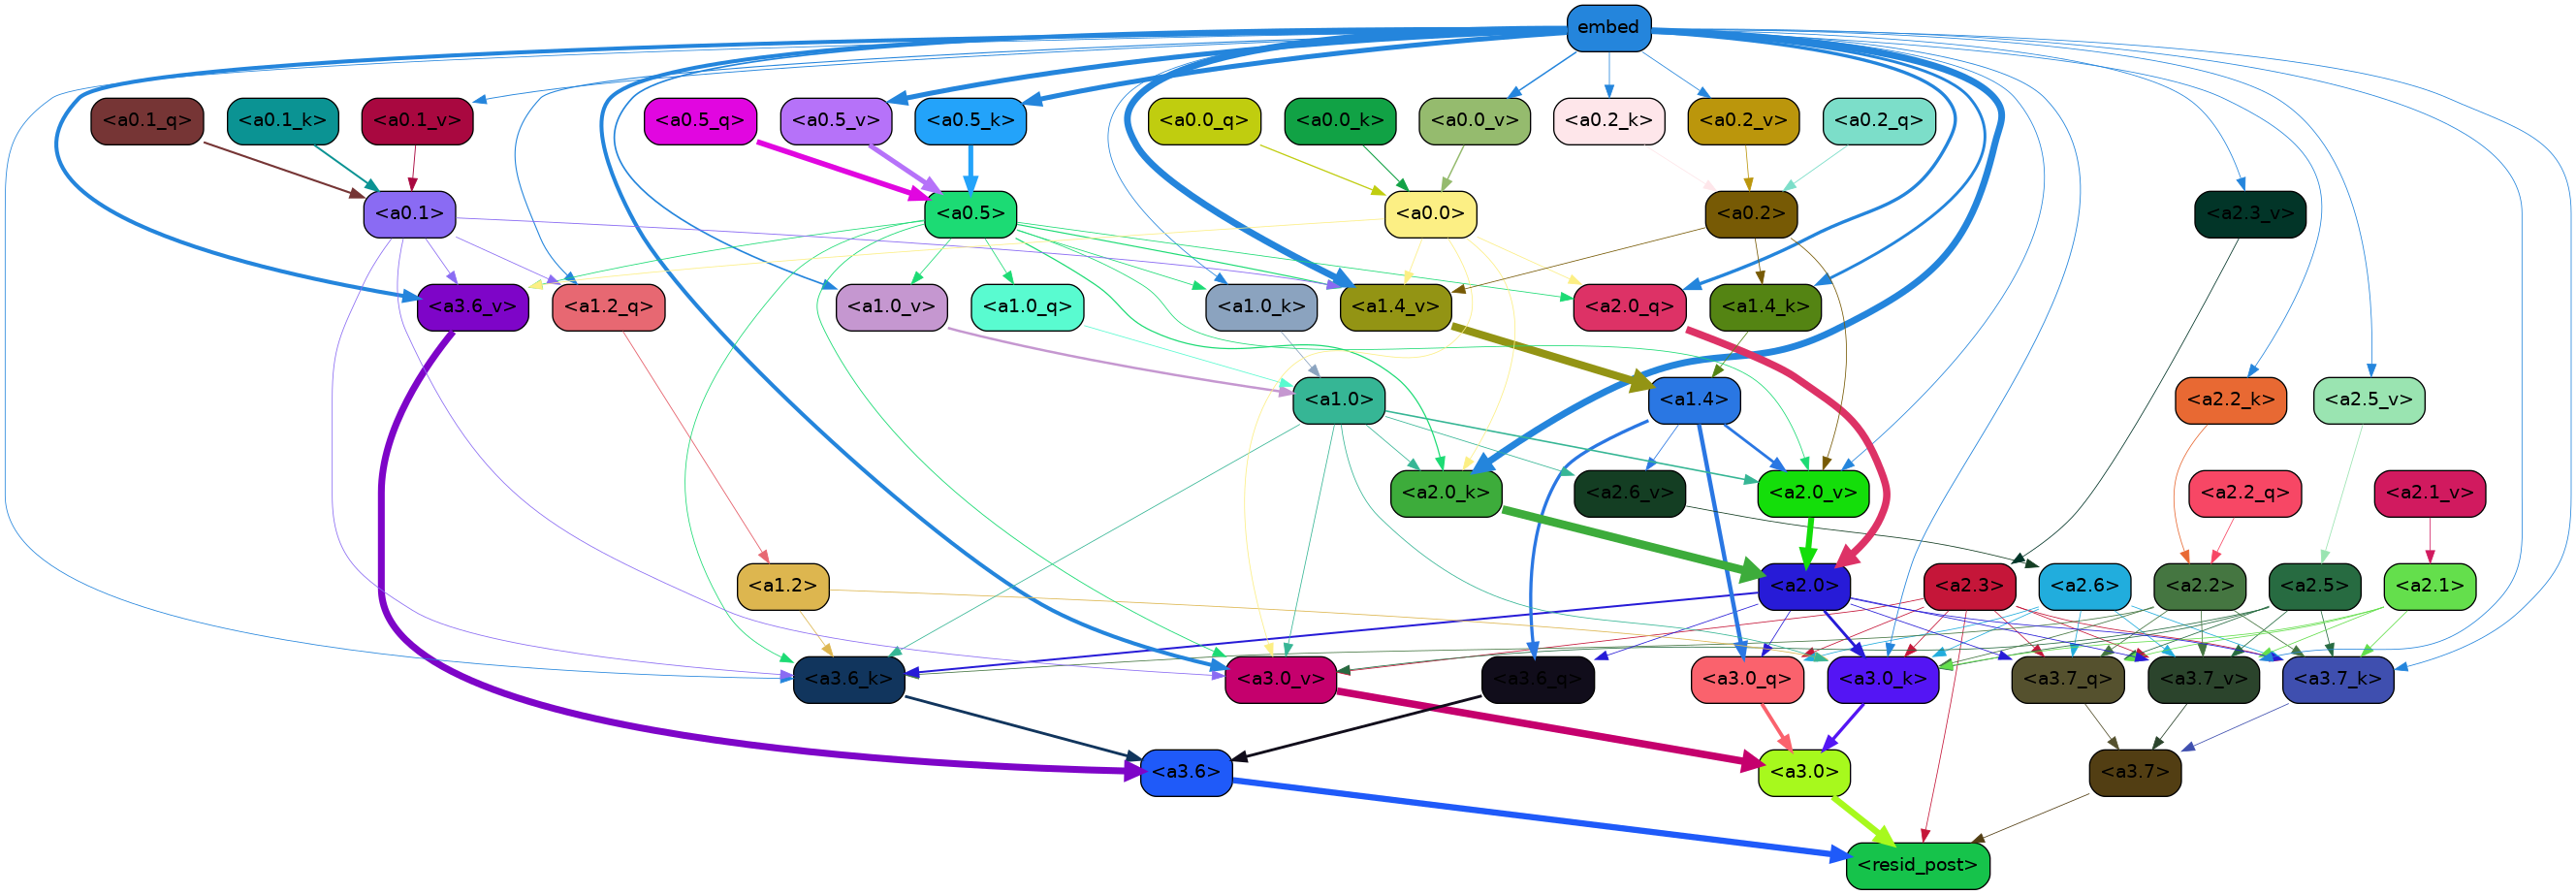 embed
<a0.1_q> <a0.1_k> <a0.1_v> <a0.5_q> <a0.5_v> <a0.5_k> <a0.0_q> <a0.0_k> <a0.0_v> <a0.2_k> <a0.2_v> <a0.2_q>
<a0.1> <a0.5> <a0.0> <a0.2> <a2.3_v>
<a3.6_v> <a1.2_q> <a1.0_v> <a1.0_q> <a1.0_k> <a1.4_v> <a2.0_q> <a1.4_k>
<a1.0> <a1.4> <a2.2_k> <a2.5_v>
<a2.0_k> <a2.6_v> <a2.0_v> <a2.2_q> <a2.1_v>
<a1.2> <a2.0> <a2.3> <a2.6> <a2.2> <a2.5> <a2.1>
<a3.6_k> <a3.0_v> <a3.6_q> <a3.0_q> <a3.0_k> <a3.7_q> <a3.7_v> <a3.7_k>
<a3.6> <a3.0> <a3.7>
<resid_post>